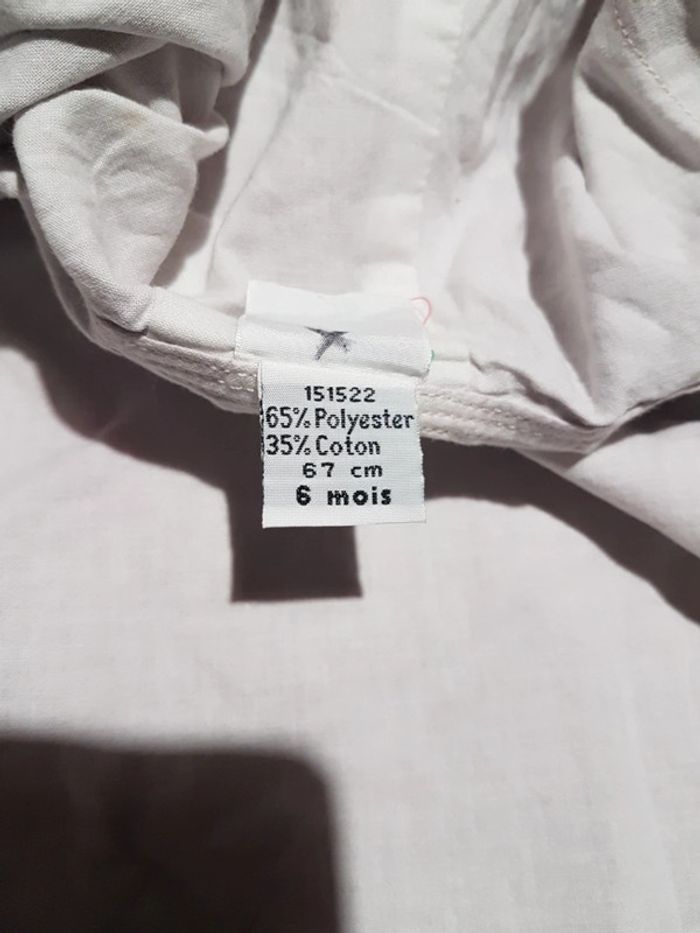 151522
65% Polyester
35% Coton
67 cm
6 mois